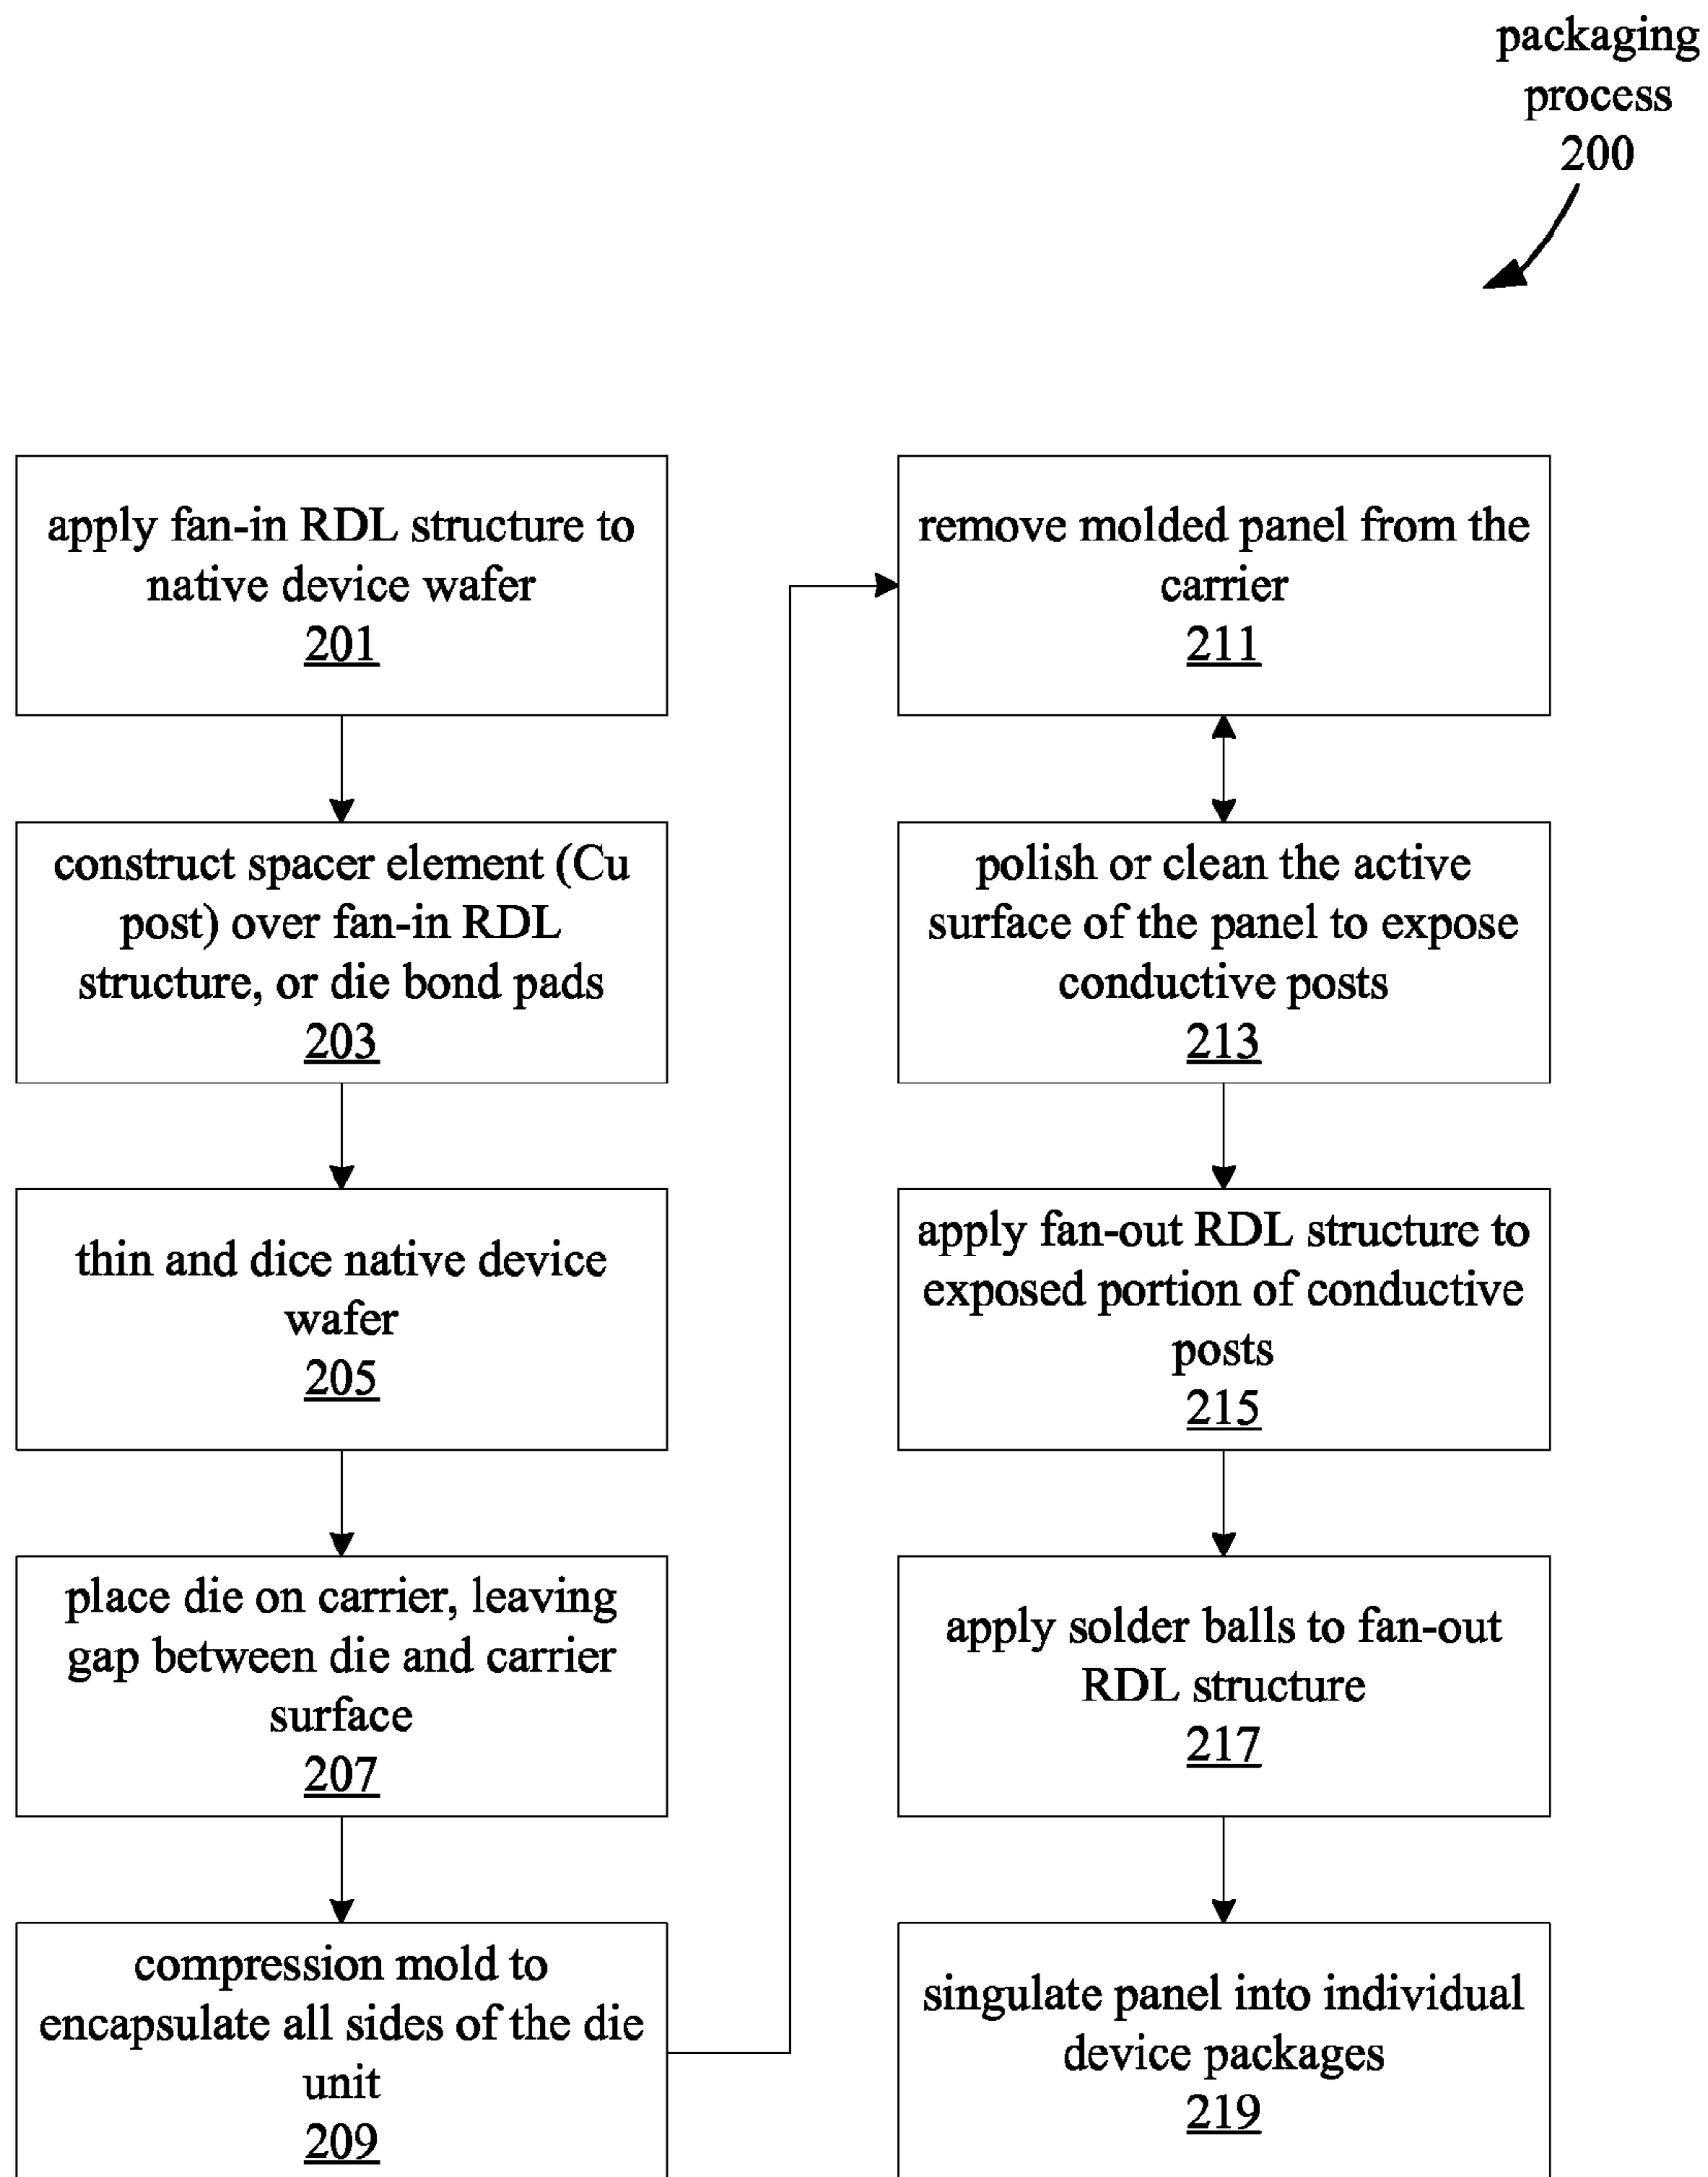 packaging
process
200
apply fan-in RDL structure to
native device wafer
201
construct spacer element (Cu
post) over fan-in RDL
structure, or die bond pads
203
thin and dice native device
wafer
205
place die on carrier, leaving
gap between die and carrier
surface
207
compression mold to
encapsulate all sides of the die
unit
209
remove molded panel from the
carrier
211
polish or clean the active
surface of the panel to expose
conductive posts
213
apply fan-out RDL structure to
exposed portion of conductive
posts
215
apply solder balls to fan-out
RDL structure
217
singulate panel into individual
device packages
219